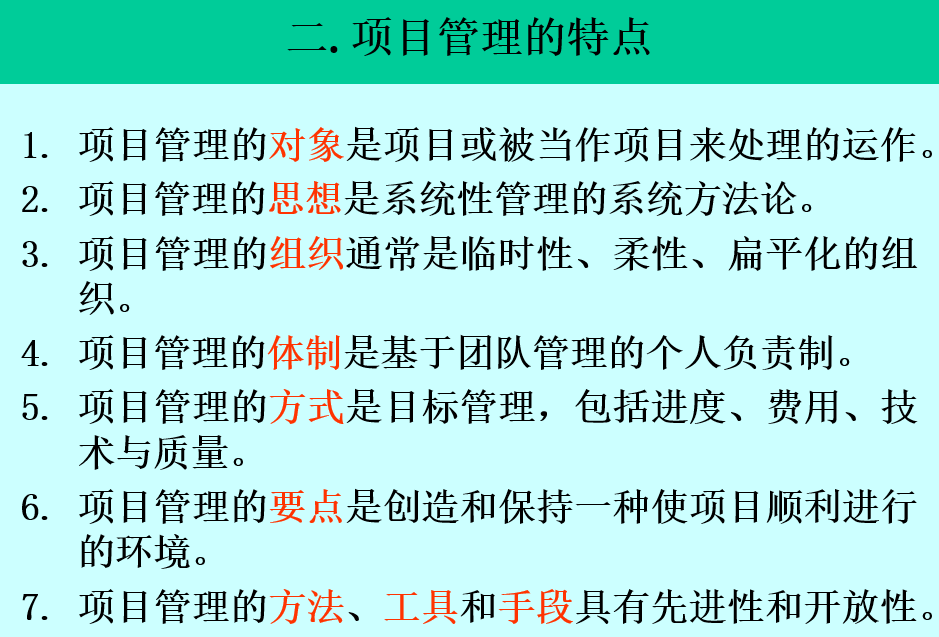 二.项目管理的特点
1. 项目管理的对象是项目或被当作项目来处理的运作。
2. 项目管理的思想是系统性管理的系统方法论。
3. 项目管理的组织通常是临时性、柔性、扁平化的组
织。
4. 项目管理的体制是基于团队管理的个人负责制。
5. 项目管理的方式是目标管理，包括进度、费用、技
术与质量。
6. 项目管理的要点是创造和保持一种使项目顺利进行
的环境。
7. 项目管理的方法、工具和手段具有先进性和开放性。